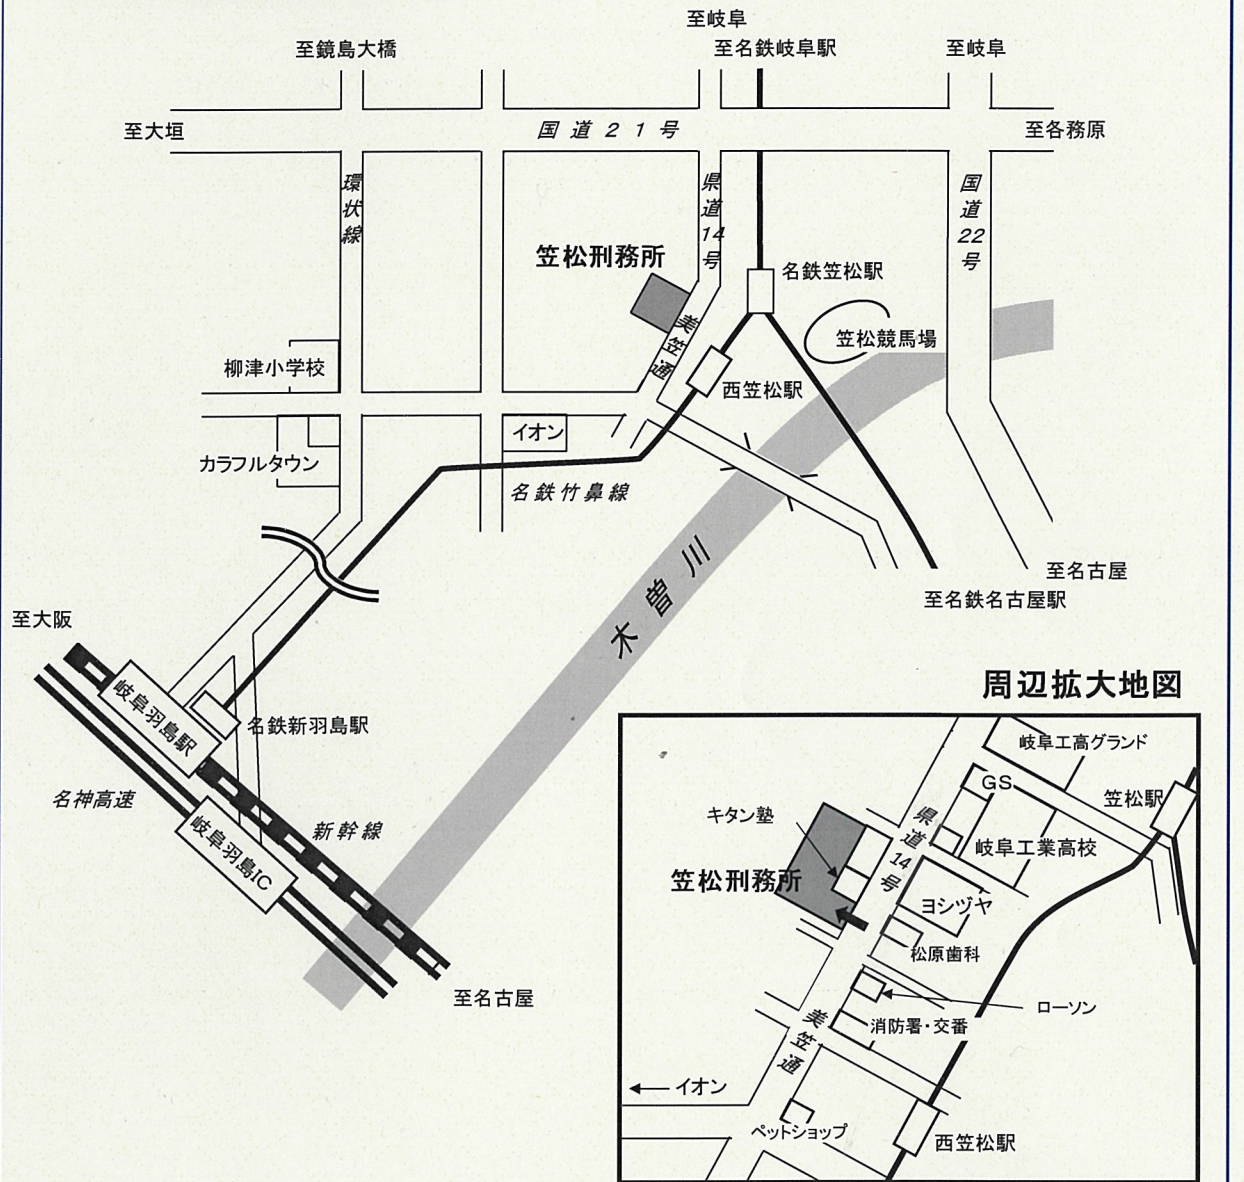 至岐阜
至鏡島大橋
至名鉄岐阜駅
至岐阜
至大垣
国道21号
至各務原
環状線
県道14号
国道22号
笠松刑務所
名鉄笠松駅
美笠通
笠松競馬場
柳津小学校
西笠松駅
イオン
カラフルタウン
名鉄竹鼻線
木曽川
至名古屋
至名鉄名古屋駅
至大阪
岐阜羽島駅
名鉄新羽島駅
名神高速
新幹線
岐阜羽島IC
至名古屋
周辺拡大地図
岐阜工高グランド
GS
笠松駅
キタン塾
県道14号
岐阜工業高校
笠松刑務所
ヨシヅヤ
松原歯科
ローソン
消防署・交番
美笠通
イオン
ペットショップ
西笠松駅